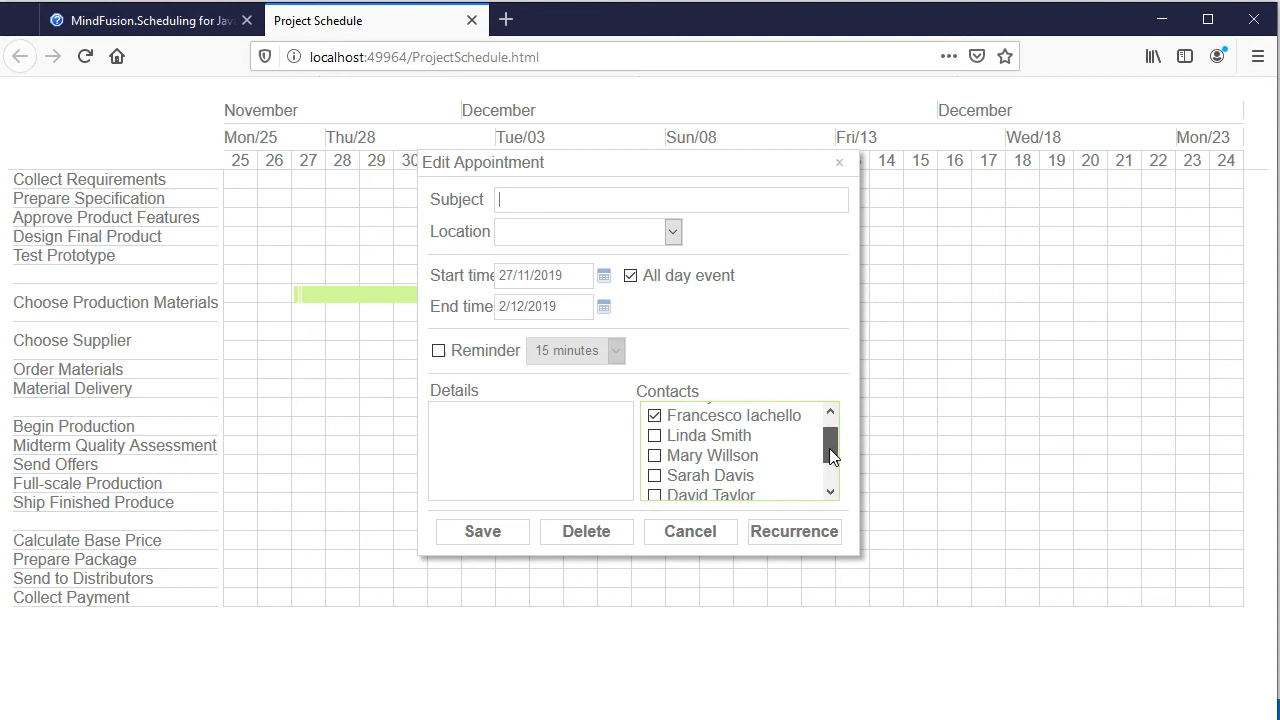 MindFusion.Scheduling for Java
Project Schedule
localhost:49964/ProjectSchedule.html
November December December
Mon/25 Thu/28 Tue/03 Sun/08 Fri/13 Wed/18 Mon/23
25 26 27 28 29 30 14 15 16 17 18 19 20 21 22 23 24
Collect Requirements
Prepare Specification
Approve Product Features
Design Final Product
Test Prototype
Choose Production Materials
Choose Supplier
Order Materials
Material Delivery
Begin Production
Midterm Quality Assessment
Send Offers
Full-scale Production
Ship Finished Produce
Calculate Base Price
Prepare Package
Send to Distributors
Collect Payment
Edit Appointment ×
Subject
Location
Start time 27/11/2019 All day event
End time 2/12/2019
Reminder 15 minutes
Details Contacts
Francesco Iachello
Linda Smith
Mary Willson
Sarah Davis
David Taylor
Save Delete Cancel Recurrence